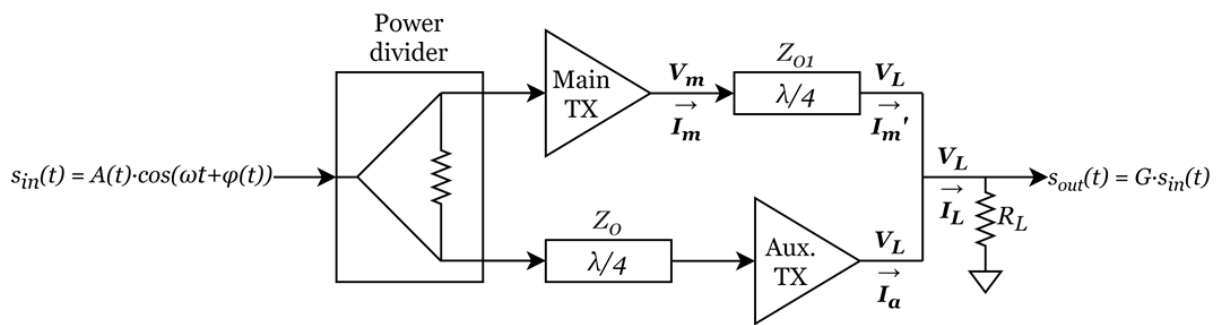 Power
divider
s_in(t) = A(t)·cos(ωt+φ(t))
Main
TX
V_m
→
I_m
Z_O1
λ/4
V_L
→
I_m'
Z_O
λ/4
Aux.
TX
V_L
→
I_a
V_L
→
I_L
R_L
s_out(t) = G·s_in(t)